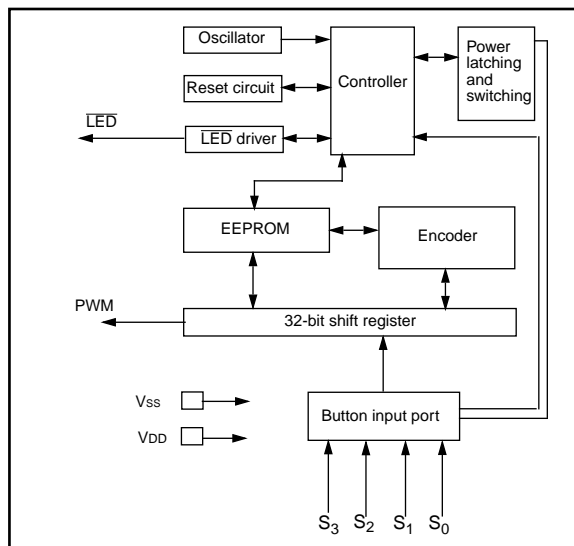 Oscillator
Controller
Power
latching
and
switching
Reset circuit
LED
LED driver
EEPROM
Encoder
PWM
32-bit shift register
VSS
Button input port
VDD
S3 S2 S1 S0